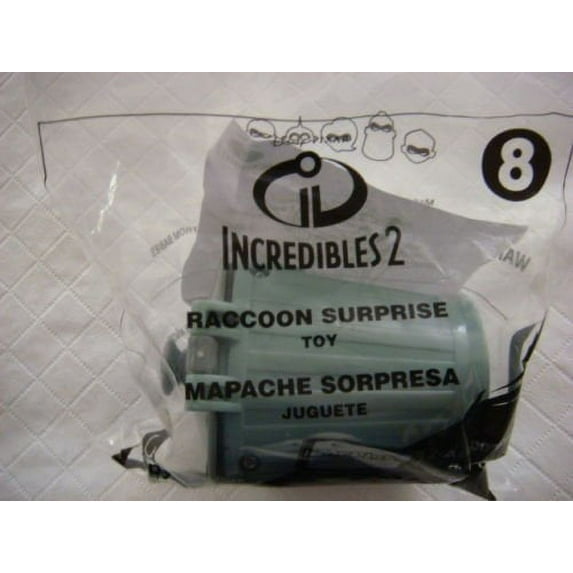 8
INCREDIBLES 2
RACCOON SURPRISE
TOY
MAPACHE SORPRESA
JUGUETE